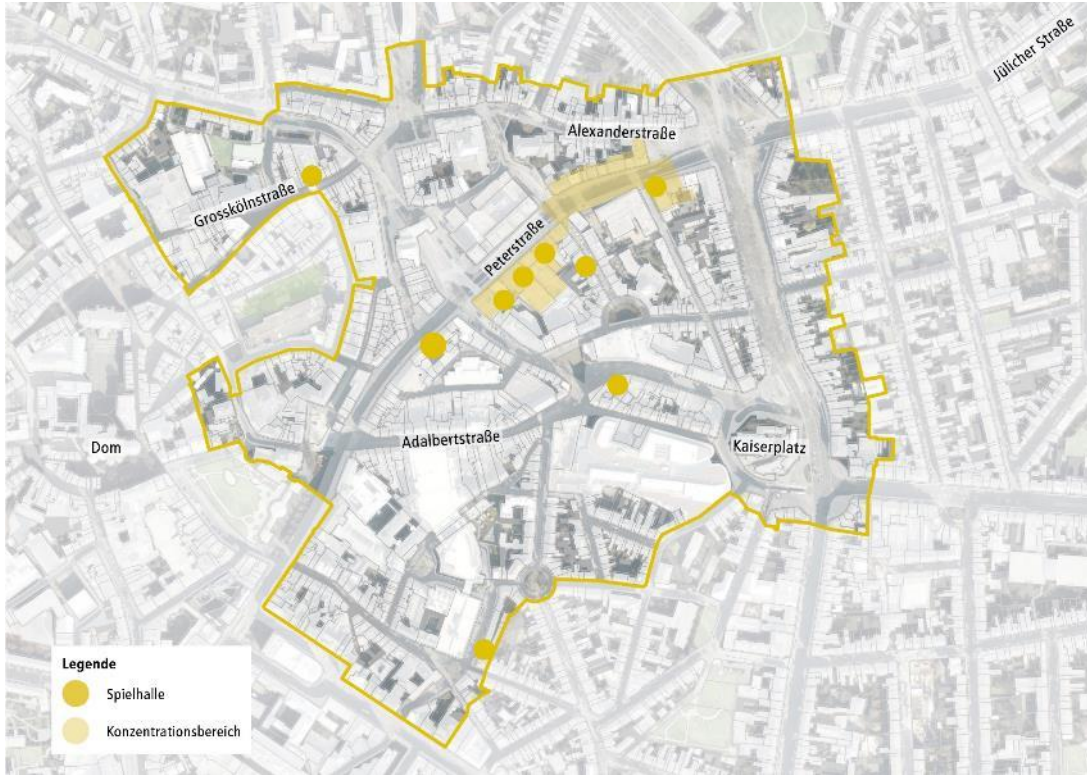 Jülicher Straße
Alexanderstraße
Grosskölnstraße
Peterstraße
Adalbertstraße
Dom
Kaiserplatz
Legende
Spielhalle
Konzentrationsbereich